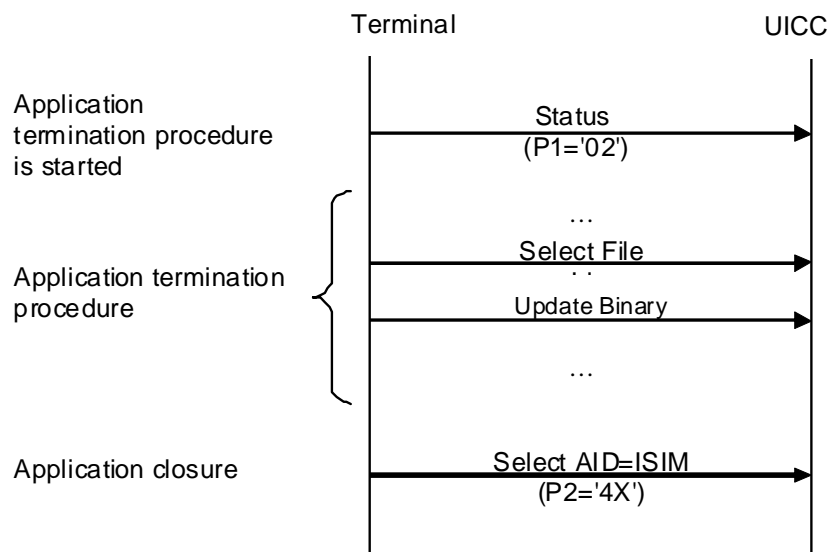 Terminal
UICC
Application
termination procedure
is started
Status
(P1='02')
...
Select File
. .
Application termination
procedure
Update Binary
...
Application closure
Select AID=ISIM
(P2='4X')